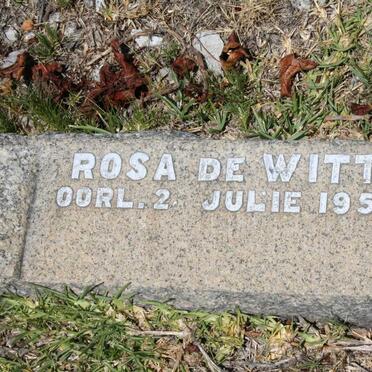 ROSA DE WITT
OORL. 2. JULIE 195